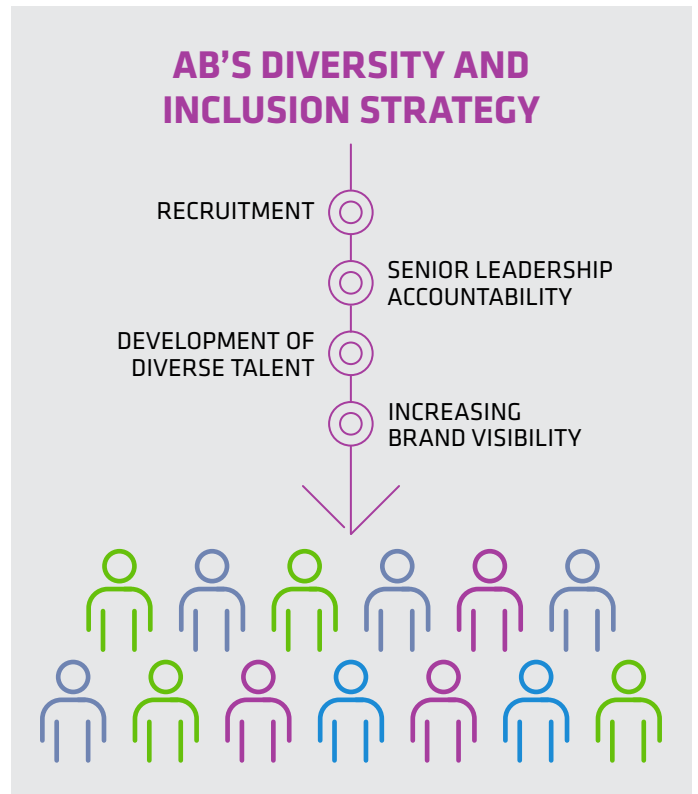 AB'S DIVERSITY AND
INCLUSION STRATEGY
RECRUITMENT
SENIOR LEADERSHIP
ACCOUNTABILITY
DEVELOPMENT OF
DIVERSE TALENT
INCREASING
BRAND VISIBILITY